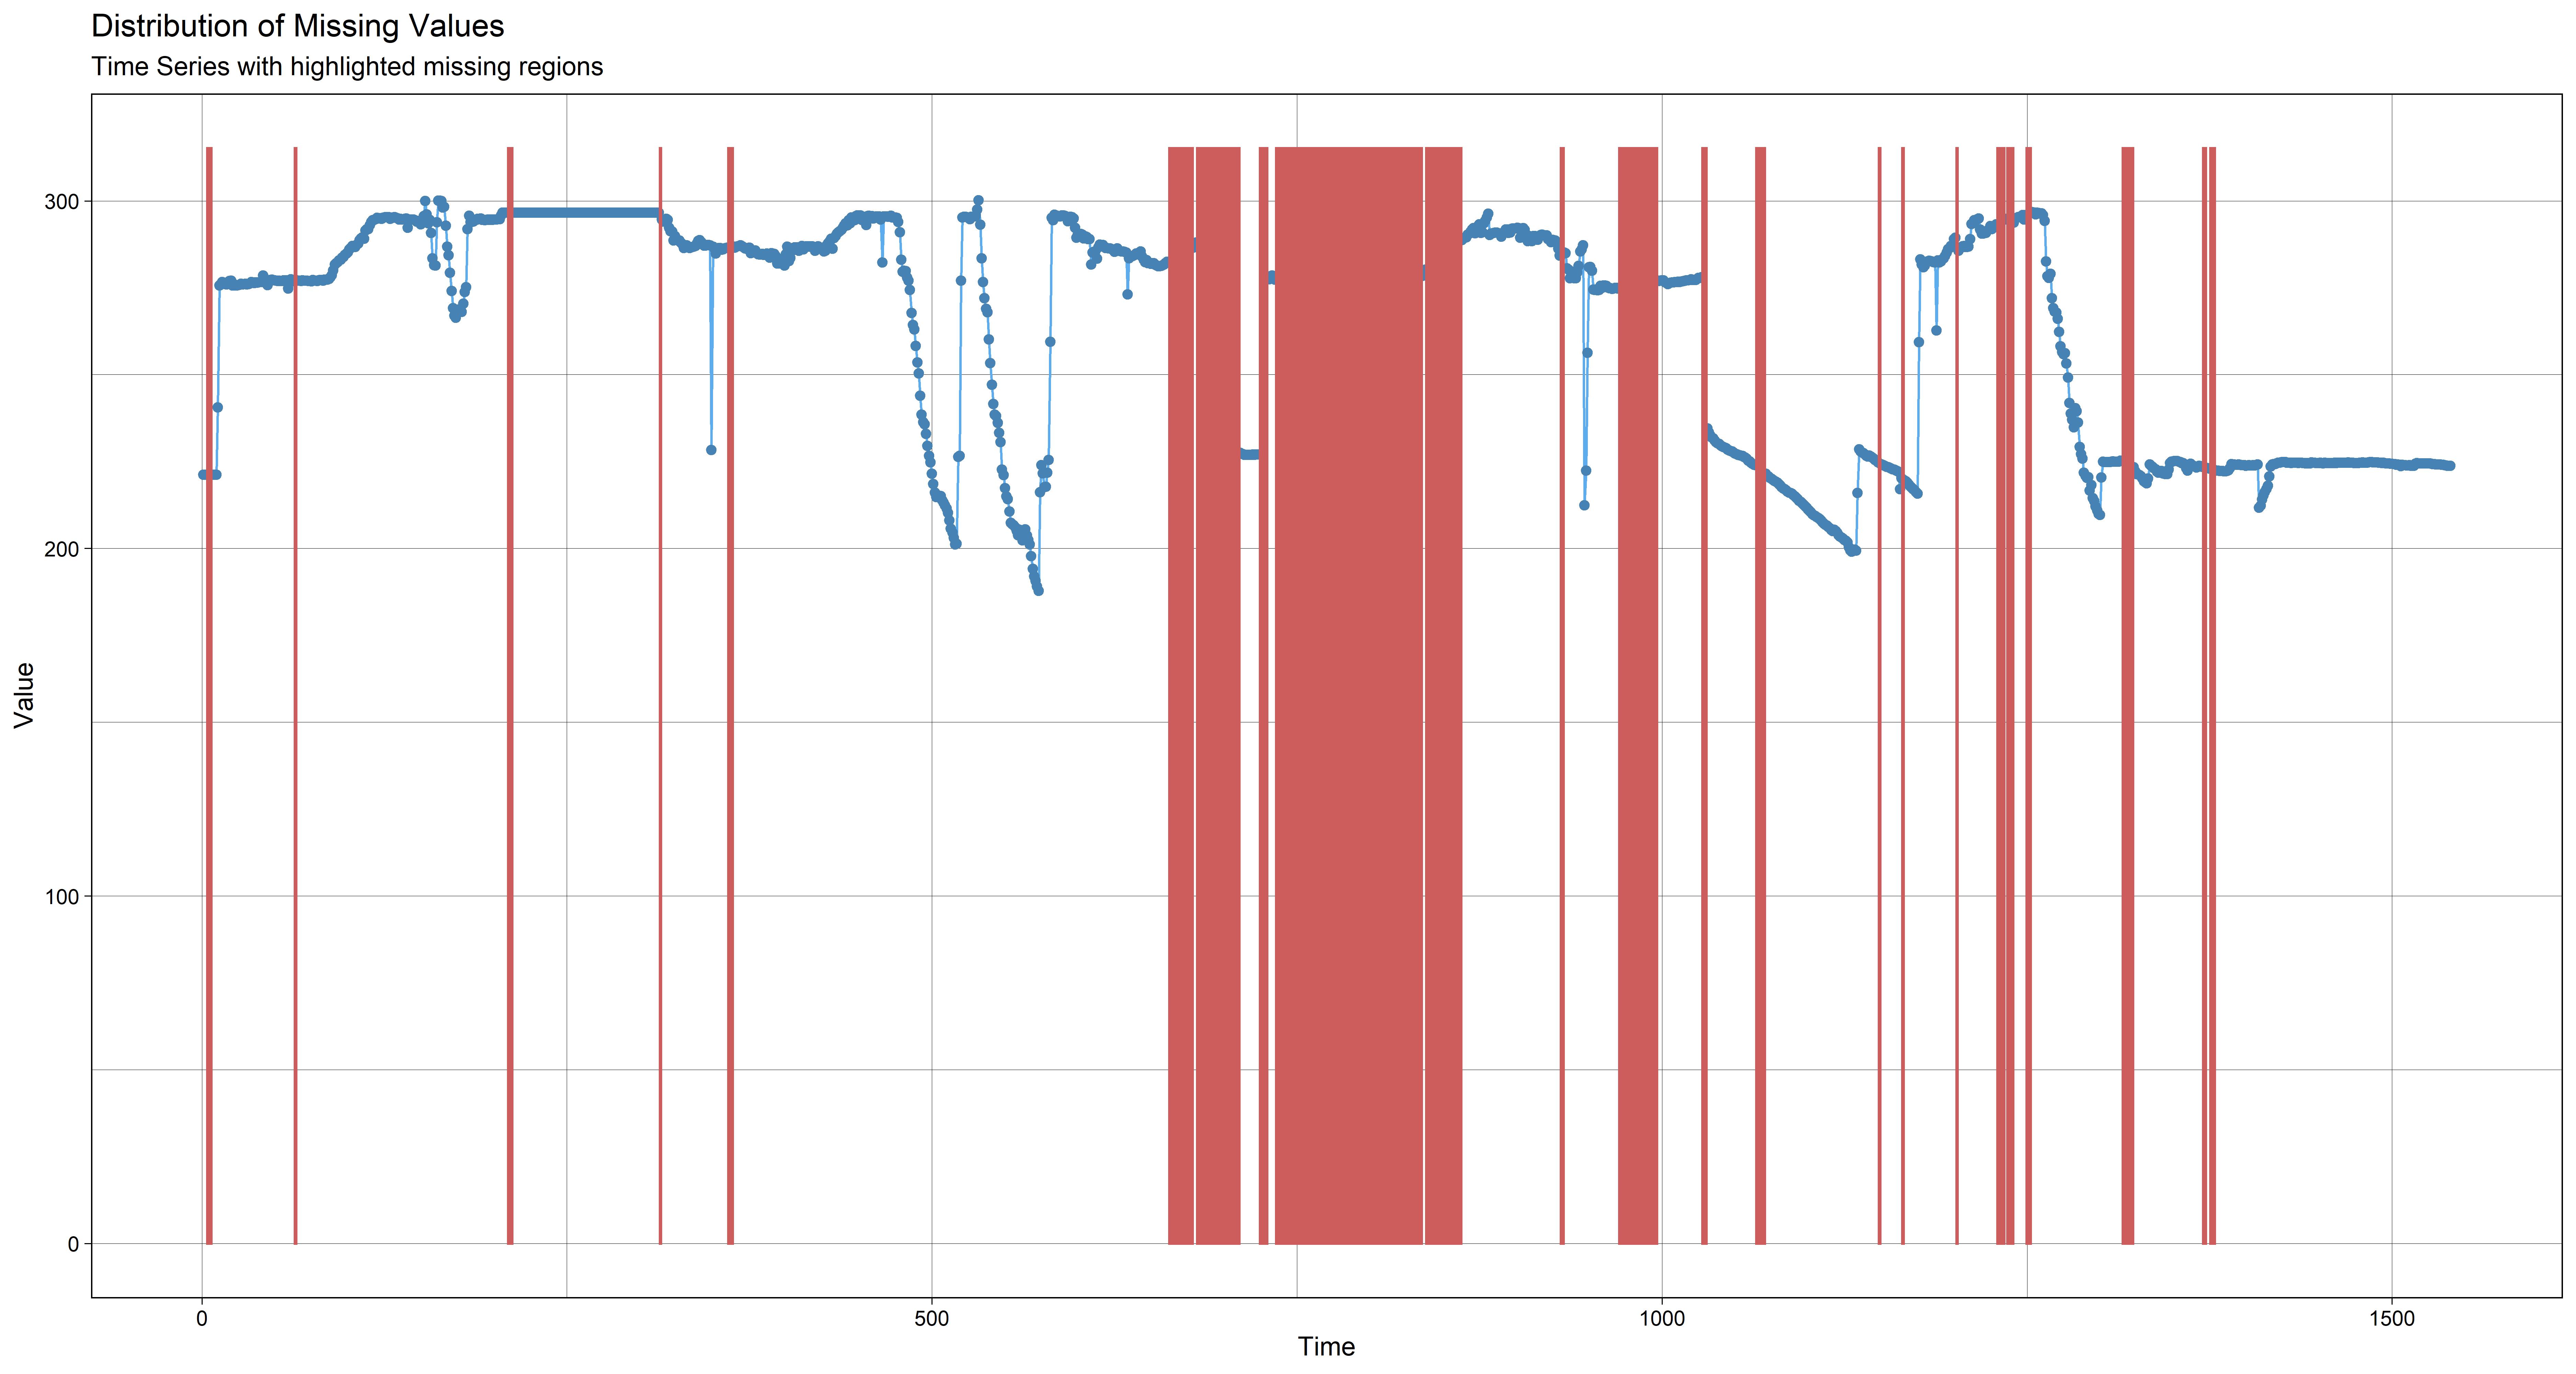 Distribution of Missing Values
Time Series with highlighted missing regions
300
200
100
0
Value
0 500 1000 1500
Time